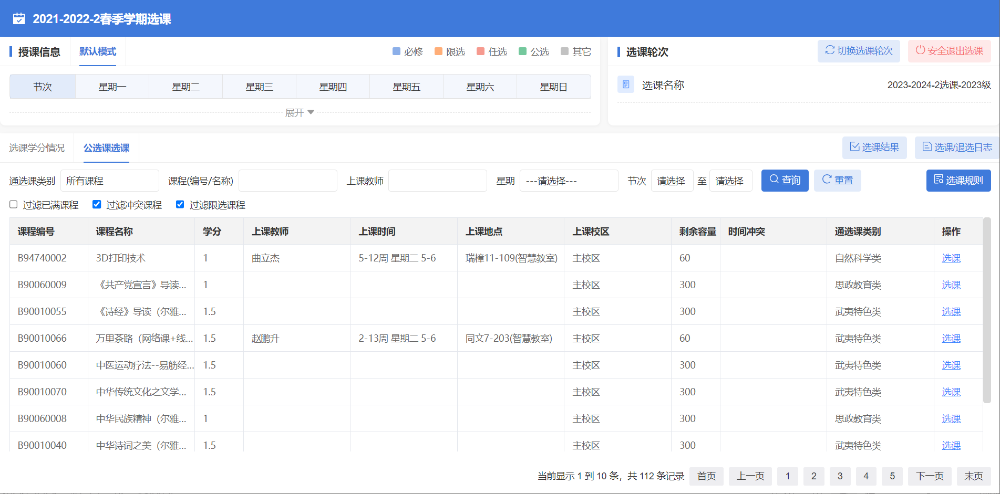 2021-2022-2春季学期选课
授课信息 默认模式 必修 限选 任选 公选 其它
选课轮次 切换选课轮次 安全退出选课
节次 星期一 星期二 星期三 星期四 星期五 星期六 星期日
选课名称 2023-2024-2选课-2023级
展开
选课学分情况 公选课选课 选课结果 选课/退选日志
通选课类别 所有课程 课程(编号/名称) 上课教师 星期 ---请选择--- 节次 请选择 至 请选择 查询 重置 选课规则
过滤已满课程 过滤冲突课程 过滤限选课程
课程编号 课程名称 学分 上课教师 上课时间 上课地点 上课校区 剩余容量 时间冲突 通选课类别 操作
B94740002 3D打印技术 1 曲立杰 5-12周 星期二 5-6 瑞樟11-109(智慧教室) 主校区 60 自然科学类 选课
B90060009 《共产党宣言》导读... 1 主校区 300 思政教育类 选课
B90010055 《诗经》导读（尔雅... 1.5 主校区 300 武夷特色类 选课
B90010066 万里茶路（网络课+线... 1.5 赵鹏升 2-13周 星期二 5-6 同文7-203(智慧教室) 主校区 60 武夷特色类 选课
B90010060 中医运动疗法--易筋经... 1.5 主校区 300 武夷特色类 选课
B90010070 中华传统文化之文学... 1.5 主校区 300 武夷特色类 选课
B90060008 中华民族精神（尔雅... 1 主校区 300 思政教育类 选课
B90010040 中华诗词之美（尔雅... 1.5 主校区 300 武夷特色类 选课
当前显示 1 到 10 条，共 112 条记录 首页 上一页 1 2 3 4 5 下一页 末页